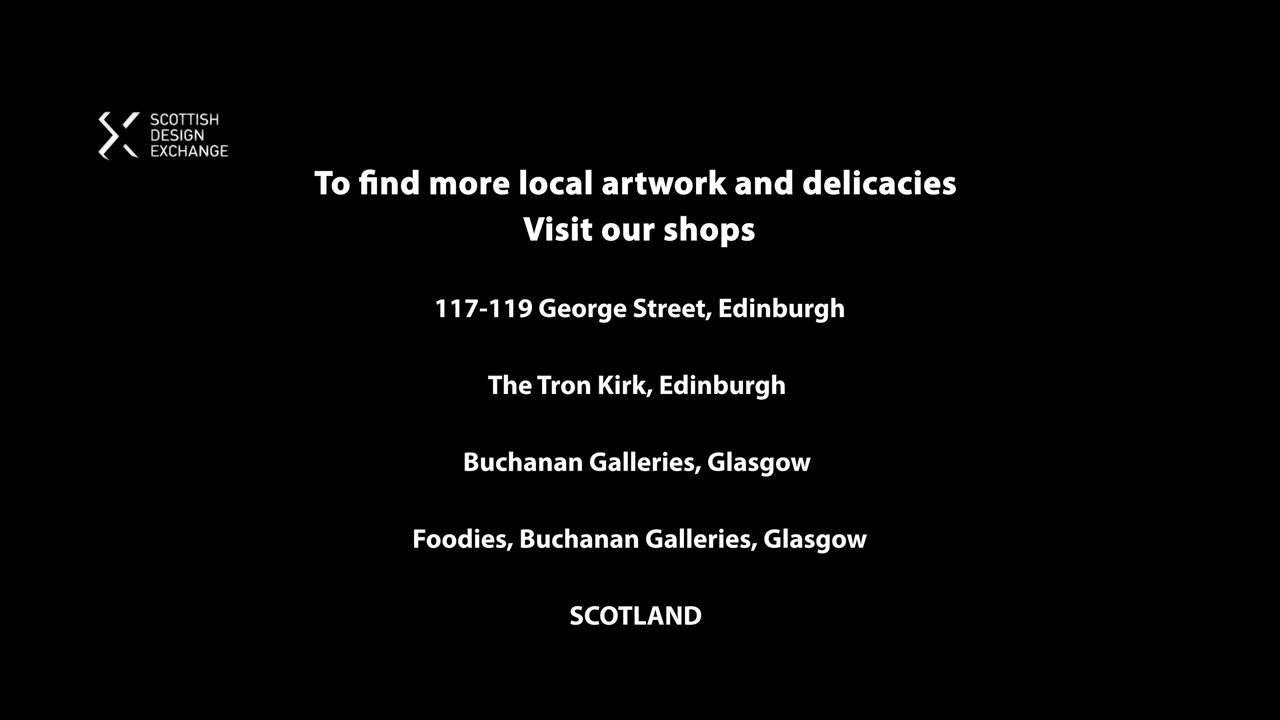 SCOTTISH
DESIGN
EXCHANGE
To find more local artwork and delicacies
Visit our shops
117-119 George Street, Edinburgh
The Tron Kirk, Edinburgh
Buchanan Galleries, Glasgow
Foodies, Buchanan Galleries, Glasgow
SCOTLAND